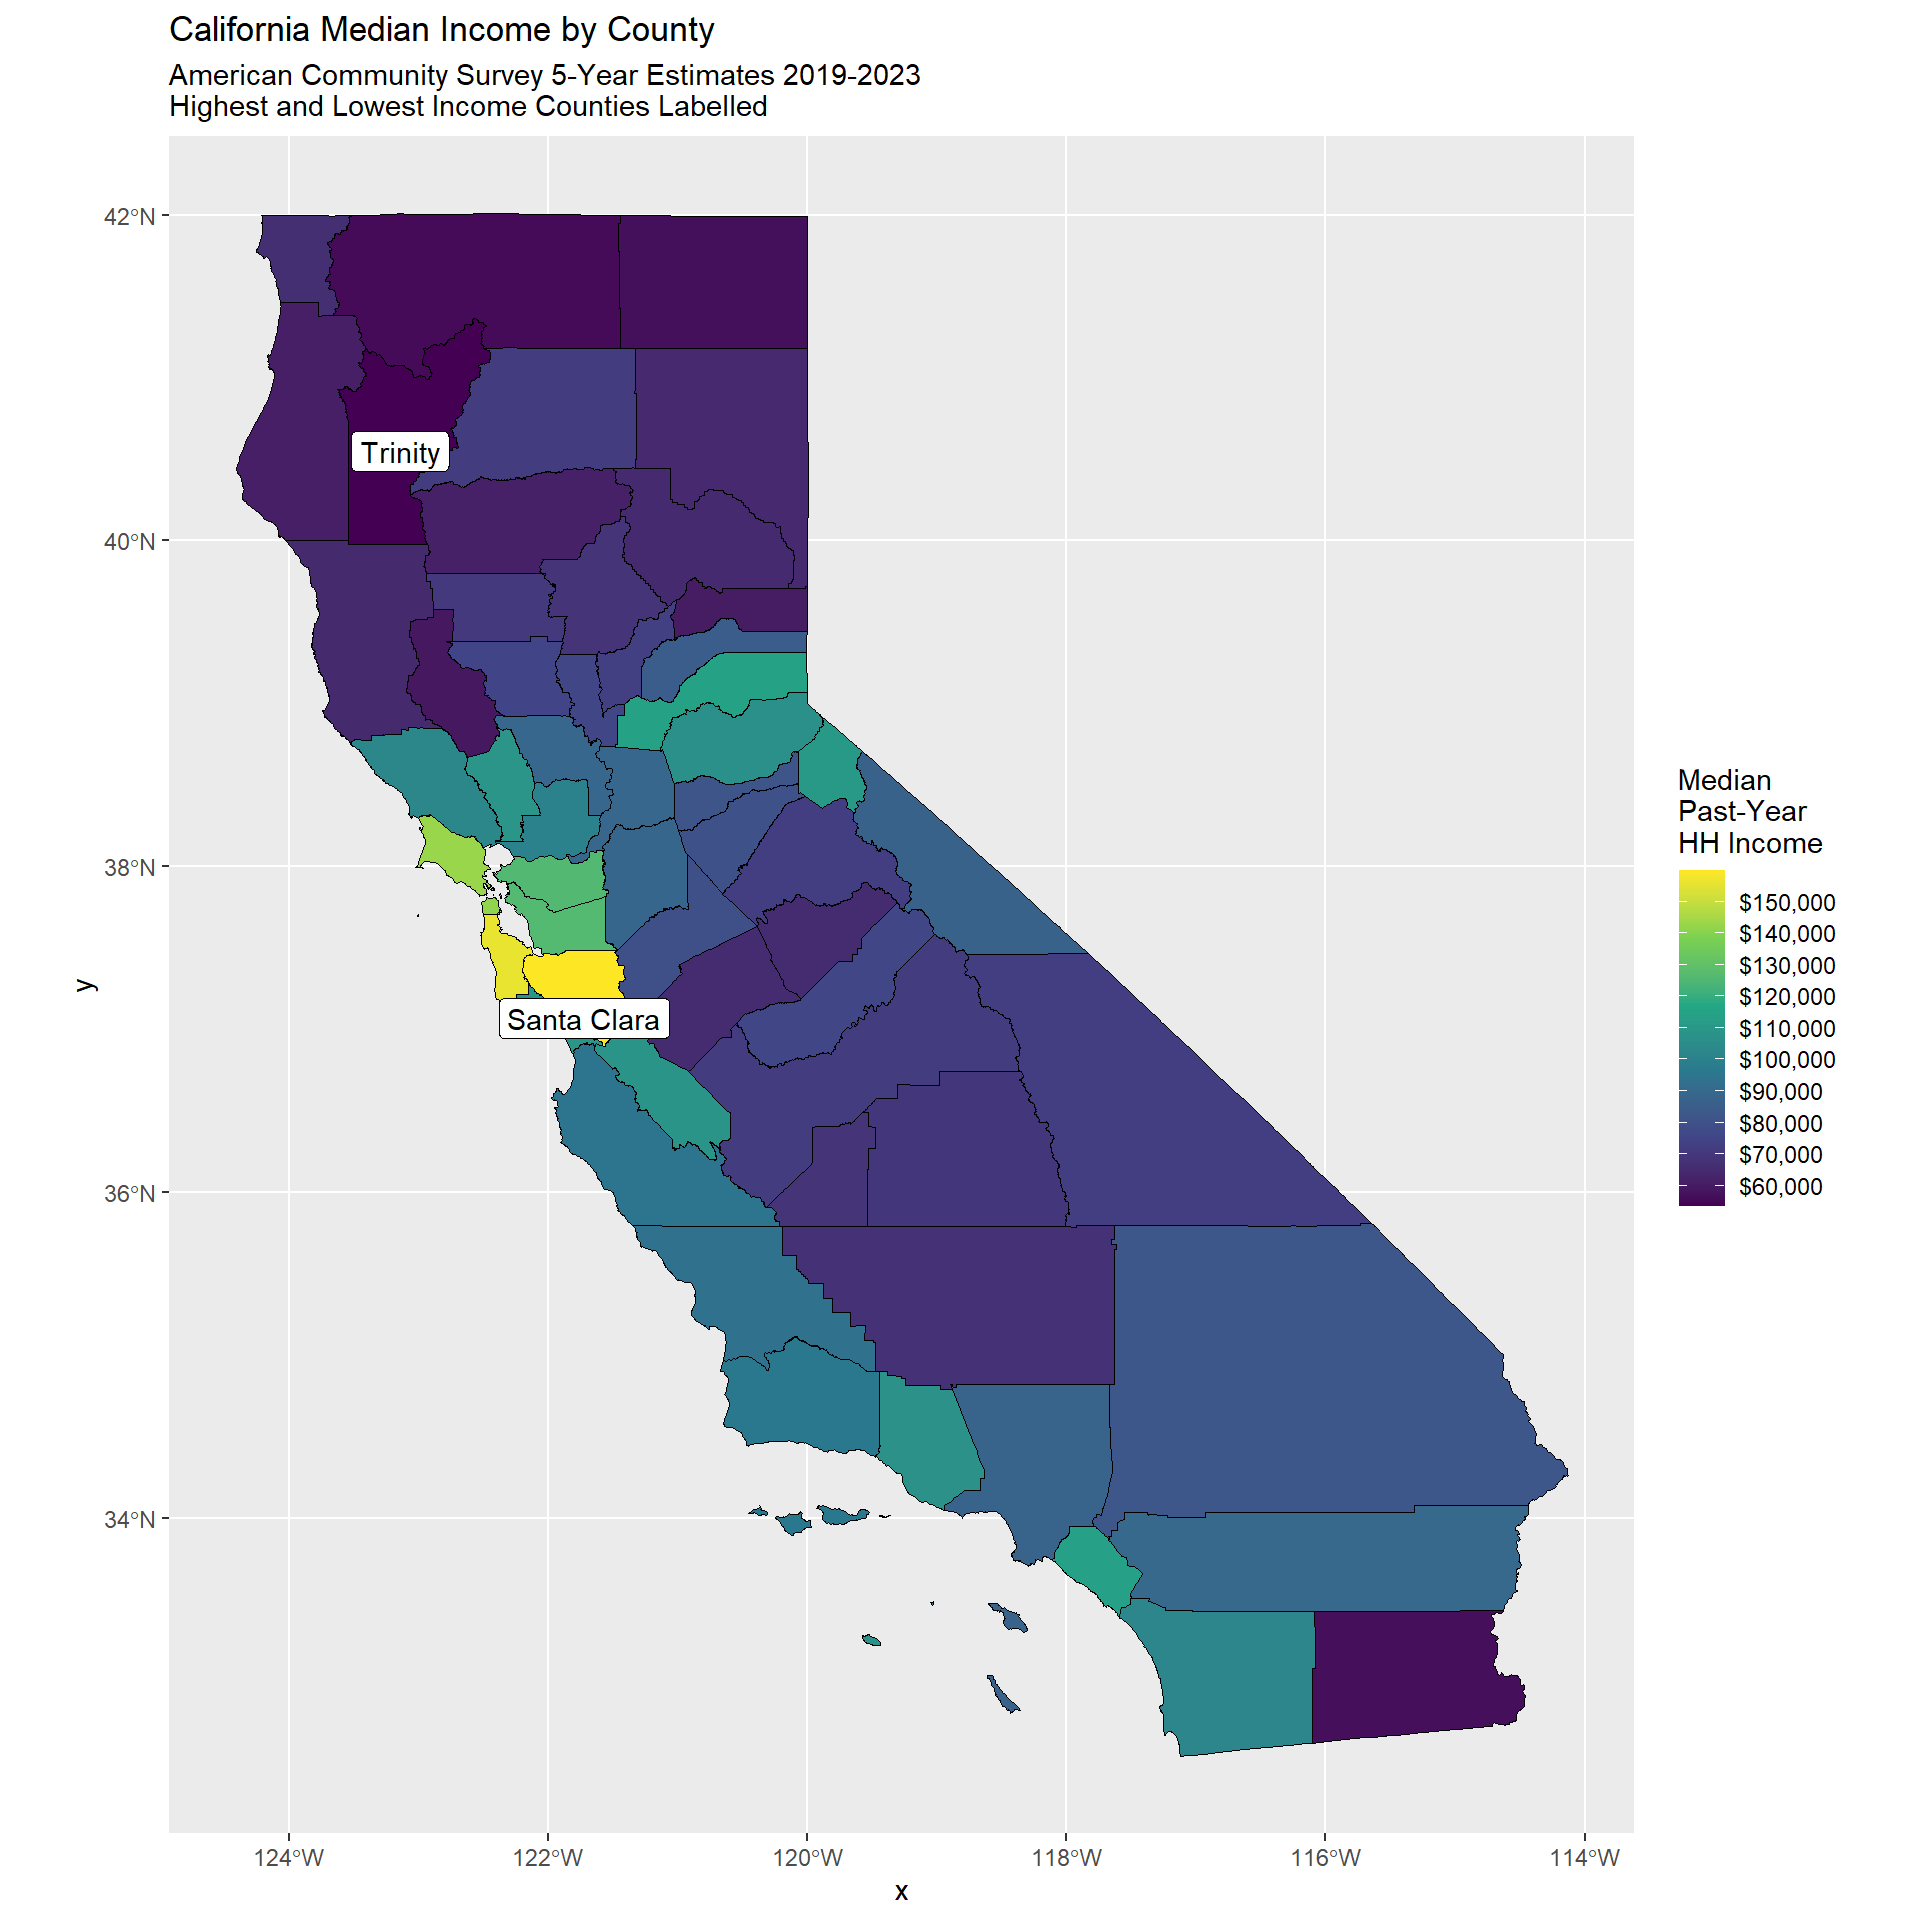 California Median Income by County
American Community Survey 5-Year Estimates 2019-2023
Highest and Lowest Income Counties Labelled
42°N
40°N
38°N
36°N
34°N
y
Trinity
Santa Clara
124°W
122°W
120°W
118°W
116°W
114°W
x
Median
Past-Year
HH Income
$150,000
$140,000
$130,000
$120,000
$110,000
$100,000
$90,000
$80,000
$70,000
$60,000